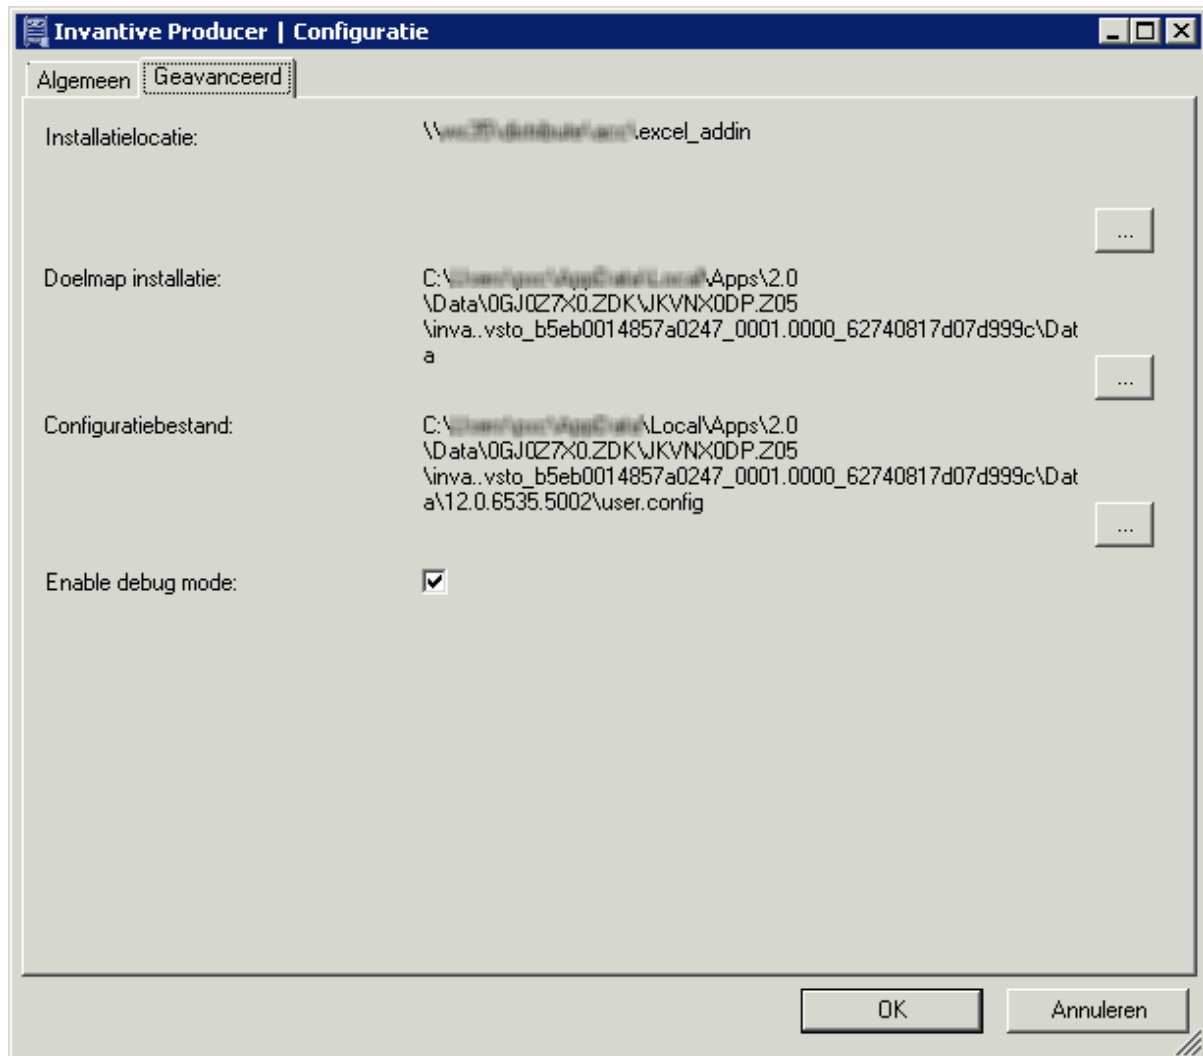 Invantive Producer | Configuratie
Algemeen Geavanceerd
Installatielocatie: \\ \excel_addin
...
Doelmap installatie: C:\ \Apps\2.0
\Data\0GJ0Z7X0.ZDK\JKVNX0DP.Z05
\inva..vsto_b5eb0014857a0247_0001.0000_62740817d07d999c\Dat
a
...
Configuratiebestand: C:\ \Local\Apps\2.0
\Data\0GJ0Z7X0.ZDK\JKVNX0DP.Z05
\inva..vsto_b5eb0014857a0247_0001.0000_62740817d07d999c\Dat
a\12.0.6535.5002\user.config
...
Enable debug mode:
OK Annuleren